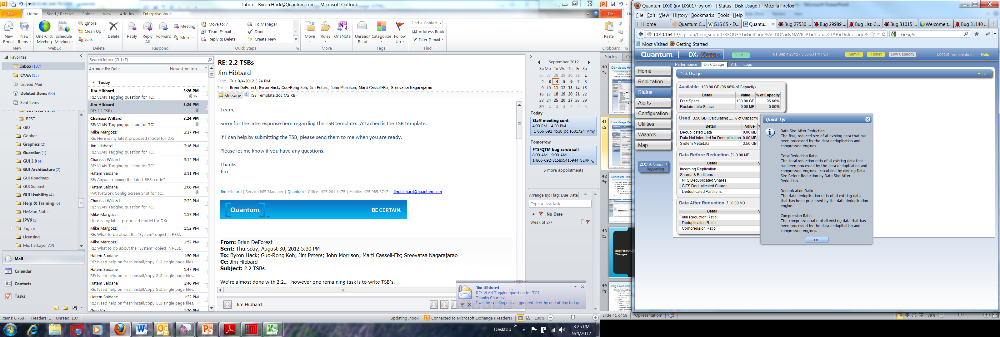 Inbox - Byron.Hack@Quantum.com - Microsoft Outlook
File Home Send / Receive Folder View Add-Ins Enterprise Vault
New E-mail
New Items
New
One-Click Meeting
Schedule Meeting
WebEx
Ignore
Clean Up
Junk
Delete
Delete
Reply
Reply All
Forward
Meeting
More
Respond
Move to: ?
Team E-mail
Reply & Delete
To Manager
Done
Create New
Quick Steps
Move
Rules
OneNote
Move
Unread/ Read
Categorize
Follow Up
Tags
Find a Contact
Address Book
Filter E-mail
Find
Favorites
Inbox (107)
CYAA (15)
Unread Mail
Deleted Items (96)
Sent Items
REST
GIO
Gopher
Graphics (2)
Guardian (1)
GUI 3.0 (4)
GUI Architecture (2)
GUI Roadmap
GUI Summit
GUI Usability (4)
Help & Training (6)
HwMon Status
IPV6 (1)
Jaguar
Licensing
MidTierLayer API
Mail
Calendar
Contacts
Tasks
Search Inbox (Ctrl+E)
Arrange By: Date Newest on top
Today
Jim Hibbard 3:26 PM
RE: VLAN Tagging question for TOI
Jim Hibbard 3:24 PM
RE: 2.2 TSBs
Charissa Willard 3:24 PM
RE: VLAN Tagging question for TOI
Mike Margozzi 3:17 PM
RE: Here is my latest proposed model for DXi
Jim Hibbard 3:16 PM
RE: VLAN Tagging question for TOI
Charissa Willard 3:12 PM
RE: VLAN Tagging question for TOI
Hatem Saidane 3:11 PM
RE: Anyone running the latest RESt code?
Hatem Saidane 3:06 PM
FW: Network Config Screen Shot for TOI
Charissa Willard 2:33 PM
RE: VLAN Tagging question for TOI
Mike Margozzi 1:57 PM
Here is my latest proposed model for DXi
Mike Margozzi 1:52 PM
RE: What to do about the "System" object in RESt.
Mike Margozzi 1:52 PM
RE: What to do about the "System" object in RESt.
Hatem Saidane 1:50 PM
RE: Need help on fresh install/copy GUI single page files.
Hatem Saidane 1:47 PM
RE: Need help on fresh install/copy GUI single page files.
Hatem Saidane 1:46 PM
RE: Need help on fresh install/copy GUI single page files.
Hatem Saidane 1:32 PM
RE: Need help on fresh install/copy GUI single page files.
Giao Vo 1:20 PM
RE: 2.2 TSBs
Jim Hibbard
Sent: Tue 9/4/2012 3:24 PM
To: Brian DeForest; Byron Hack; Guo-Rong Koh; Jim Peters; John Morrison; Marti Cassell-Fix; Sreevatsa Nagarajarao
Message TSB Template.doc (72 KB)
Team,
Sorry for the late response here regarding the TSB template. Attached is the TSB template.
If I can help by submitting the TSB, please send them to me when you are ready.
Please let me know if you have any questions.
Thanks,
Jim
Jim Hibbard | Service NPI Manager | Quantum | Office: 425.201.1475 | Mobile: 425.985.8747 | jim.hibbard@quantum.com
Quantum. BE CERTAIN.
From: Brian DeForest
Sent: Thursday, August 30, 2012 5:30 PM
To: Byron Hack; Guo-Rong Koh; Jim Peters; John Morrison; Marti Cassell-Fix; Sreevatsa Nagarajarao
Cc: Jim Hibbard
Subject: 2.2 TSBs
We're almost done with 2.2... however one remaining task is to write TSB's.
Jim Hibbard
Jim Hibbard
RE: VLAN Tagging question for TOI
Thanks Charissa,
I will be sending out an updated deck by end of day today.
September 2012
Su Mo Tu We Th Fr Sa
26 27 28 29 30 31 1
2 3 4 5 6 7 8
9 10 11 12 13 14 15
16 17 18 19 20 21 22
23 24 25 26 27 28 29
30 1 2 3 4 5 6
Today
Staff meeting cont
4:00 PM - 4:30 PM
1-866-692-4538 pc 1631724; Amy
Tomorrow
FTS/QTM bug scrub call
8:00 AM - 9:00 AM
1-866-692-3158x5415944 GERM
6 more appointments
Arrange By: Flag: Due Date
Type a new task
No Date
Week of 2/7
Items: 6,758 Headers: 1 Unread: 107 Updating Inbox. Connected to Microsoft Exchange (Headers) 100%
Desktop
3:25 PM
9/4/2012
File
Paste
Clipboard
Slides
40
Disk Usage
41
Disk Usage
42
Scheduler
43
Bug Fixes/
Changes
44
Bug Fixes and
Slide 41 of 59 "Qpresentation" 79%
Quantum DXi0 (irv-DXi017-byron) - [ Status : Disk Usage ] - Mozilla Firefox
File Edit View History Bookmarks Tools Help
Home Quantum C... G16 85 - D... Quantu... Bug 27530 ... Bug 29989 ... Bug List: G... Bug 31015 ... Welcome t... Bug 31140 ...
10.40.164.17/cgi-bin/tlem_submit?REQUEST=GetPage&ACTION=&NAVIOPT=Status&TAB=Disk Usage& Google
Most Visited Getting Started
Quantum. DXi Zero Normal Tue Sep 4 2012 - 3:05:53 PM PDT Admin Ticket Low Capacity Logout Administrator Help
Performance Disk Usage VTL Logs
Home
Replication
Status
Alerts
Configuration
Utilities
Wizards
Map
DXi Advanced Reporting
Disk Usage Help
Available 103.80 GB (96.68% of Capacity)
Detail Value % of Capacity
Free Space 103.80 GB 96.68%
Reclaimable Space 0.00 MB 0.00%
Used 3.56 GB (Calculating .... % of Capacity)
Detail Value
Deduplicated Data 0.00 MB
Data Not Intended for Deduplication 0.00 MB
System Metadata 3.56 GB
Data Before Reduction 0.00 MB
Detail
Incoming Replication
Shares & Partitions
NFS Deduplicated Shares
CIFS Deduplicated Shares
Deduplicated Partitions
Data After Reduction 0.00 MB
Detail
Total Reduction Ratio
Deduplication Ratio
Compression Ratio
Quick Tip
Data Size After Reduction
The final, reduced size of all existing data that has
been processed by the data deduplication and
compression engines.
Total Reduction Ratio
The total reduction ratio of all existing data that
has been processed by the data deduplication and
compression engines - calculated by dividing Data
Size Before Reduction by Data Size After
Reduction.
Deduplication Ratio
The data deduplication ratio of all existing data
that has been processed by the data deduplication
engine.
Compression Ratio
The compression ratio of all existing data that has
been processed by the data deduplication and
compression engines.
OK